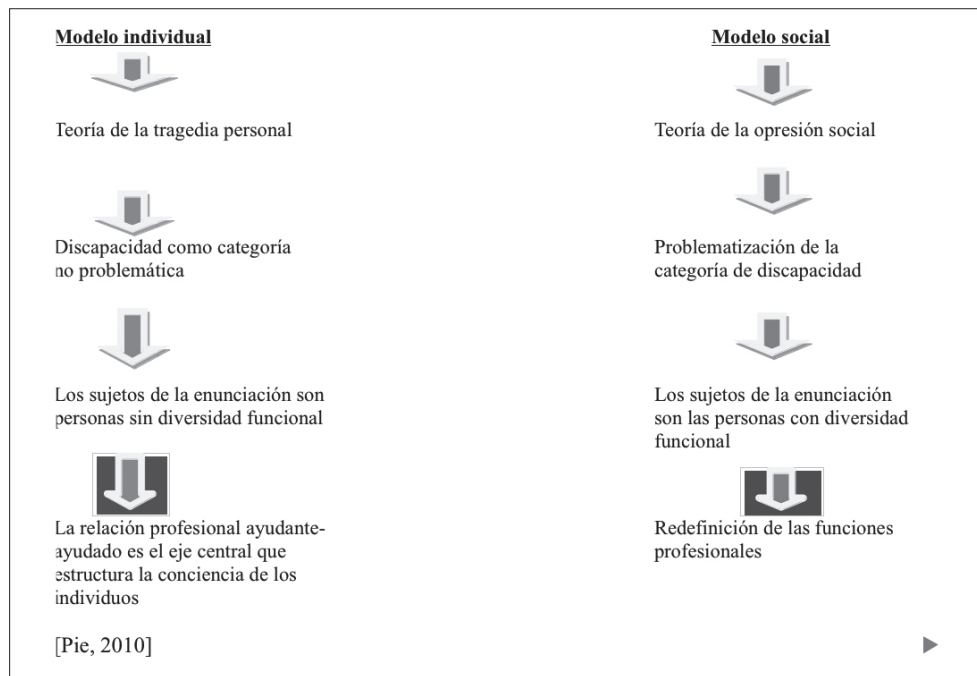 Modelo individual
Teoría de la tragedia personal
Discapacidad como categoría
no problemática
Los sujetos de la enunciación son
personas sin diversidad funcional
La relación profesional ayudante-
ayudado es el eje central que
estructura la conciencia de los
individuos
[Pie, 2010]
Modelo social
Teoría de la opresión social
Problematización de la
categoría de discapacidad
Los sujetos de la enunciación
son las personas con diversidad
funcional
Redefinición de las funciones
profesionales